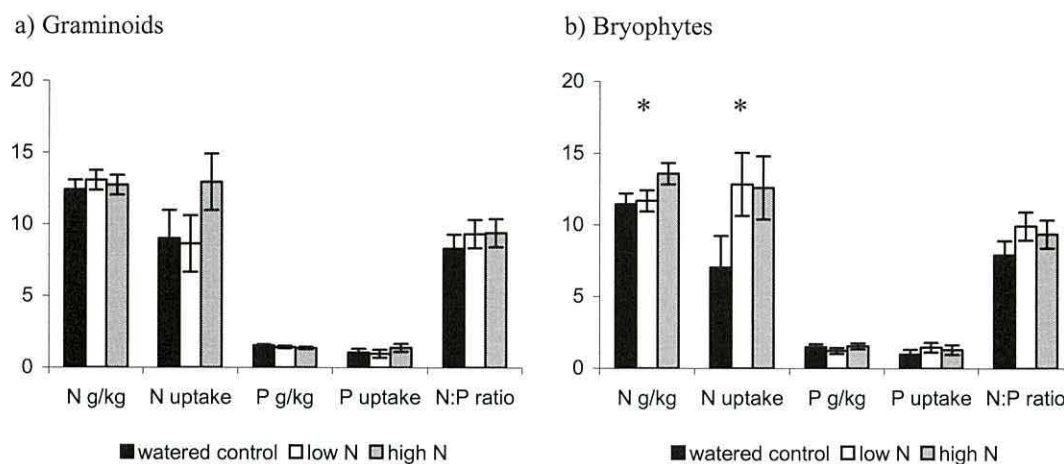 a) Graminoids
20
15
10
5
0
N g/kg N uptake P g/kg P uptake N:P ratio
watered control low N high N
b) Bryophytes
20
15
10
5
0
* *
N g/kg N uptake P g/kg P uptake N:P ratio
watered control low N high N